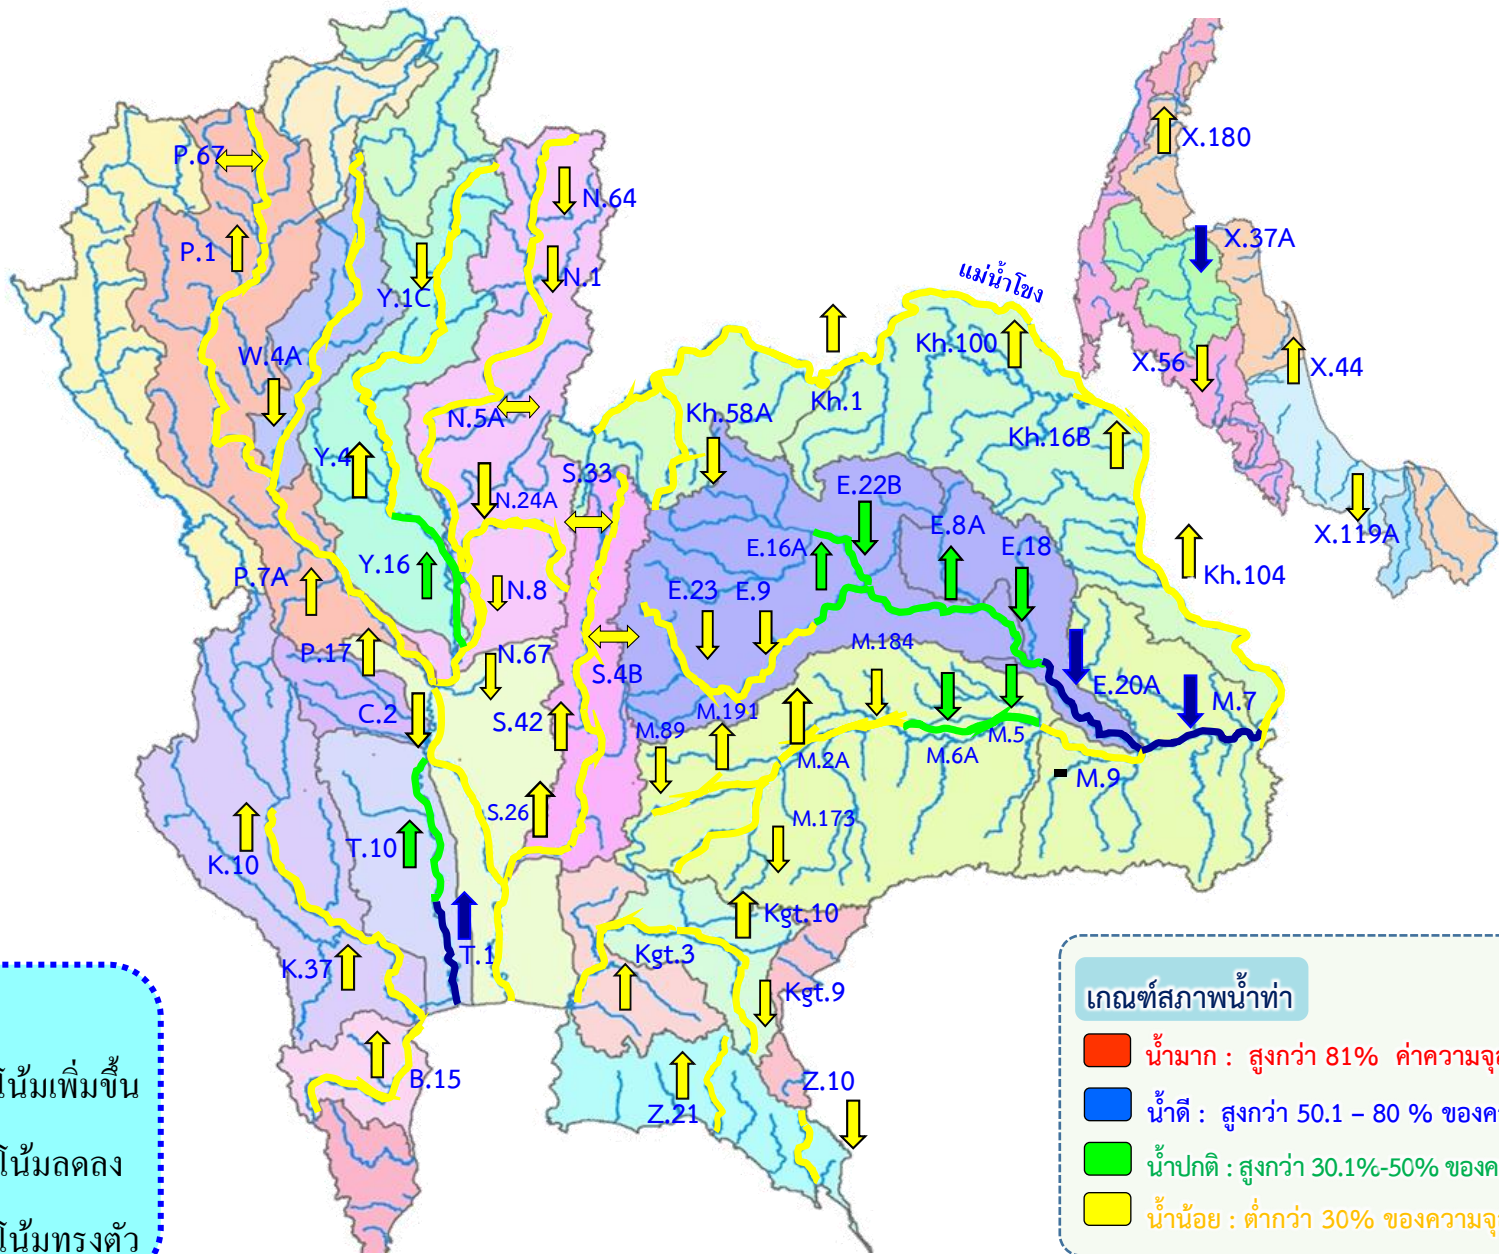 X.180
P.67
N.64
P.1
X.37A
N.1
แม่น้ำโขง
Y.1C
Kh.100
W.4A
X.56
X.44
Kh.1
N.5A
Kh.58A
Kh.16B
Y.4
S.33
E.22B
N.24A
E.8A
X.119A
E.16A
E.18
Y.16
P.7A
Kh.104
N.8
E.23
E.9
M.184
P.17
N.67
S.4B
E.20A
C.2
M.191
M.7
S.42
M.89
M.5
M.2A
M.6A
M.9
S.26
M.173
T.10
K.10
Kgt.10
T.1
Kgt.3
K.37
Kgt.9
B.15
Z.10
Z.21
โน้มเพิ่มขึ้น
โน้มลดลง
โน้มทรงตัว
เกณฑ์สภาพน้ำท่า
น้ำมาก : สูงกว่า 81% ค่าความจุ
น้ำดี : สูงกว่า 50.1 – 80 % ของค
น้ำปกติ : สูงกว่า 30.1%-50% ของค
น้ำน้อย : ต่ำกว่า 30% ของความจุ